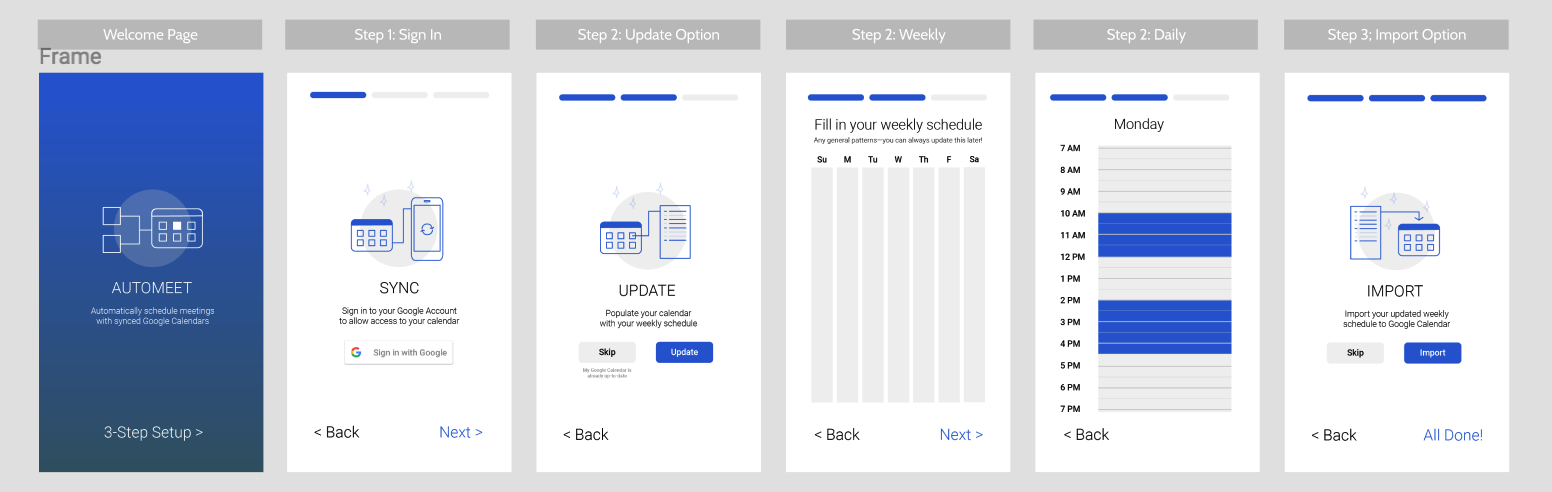 Welcome Page
Step 1: Sign In
Step 2: Update Option
Step 2: Weekly
Step 2: Daily
Step 3; Import Option
Frame
AUTOMEET
Automatically schedule meetings
with synced Google Calendars
3-Step Setup >
SYNC
Sign in to your Google Account
to allow access to your calendar
Sign in with Google
< Back
Next >
UPDATE
Populate your calendar
with your weekly schedule
Skip
Update
My Google Calendar is
already up-to-date
< Back
Fill in your weekly schedule
Any general patterns—you can always update this later!
Su M Tu W Th F Sa
< Back
Next >
Monday
7 AM
8 AM
9 AM
10 AM
11 AM
12 PM
1 PM
2 PM
3 PM
4 PM
5 PM
6 PM
7 PM
< Back
IMPORT
Import your updated weekly
schedule to Google Calendar
Skip
Import
< Back
All Done!